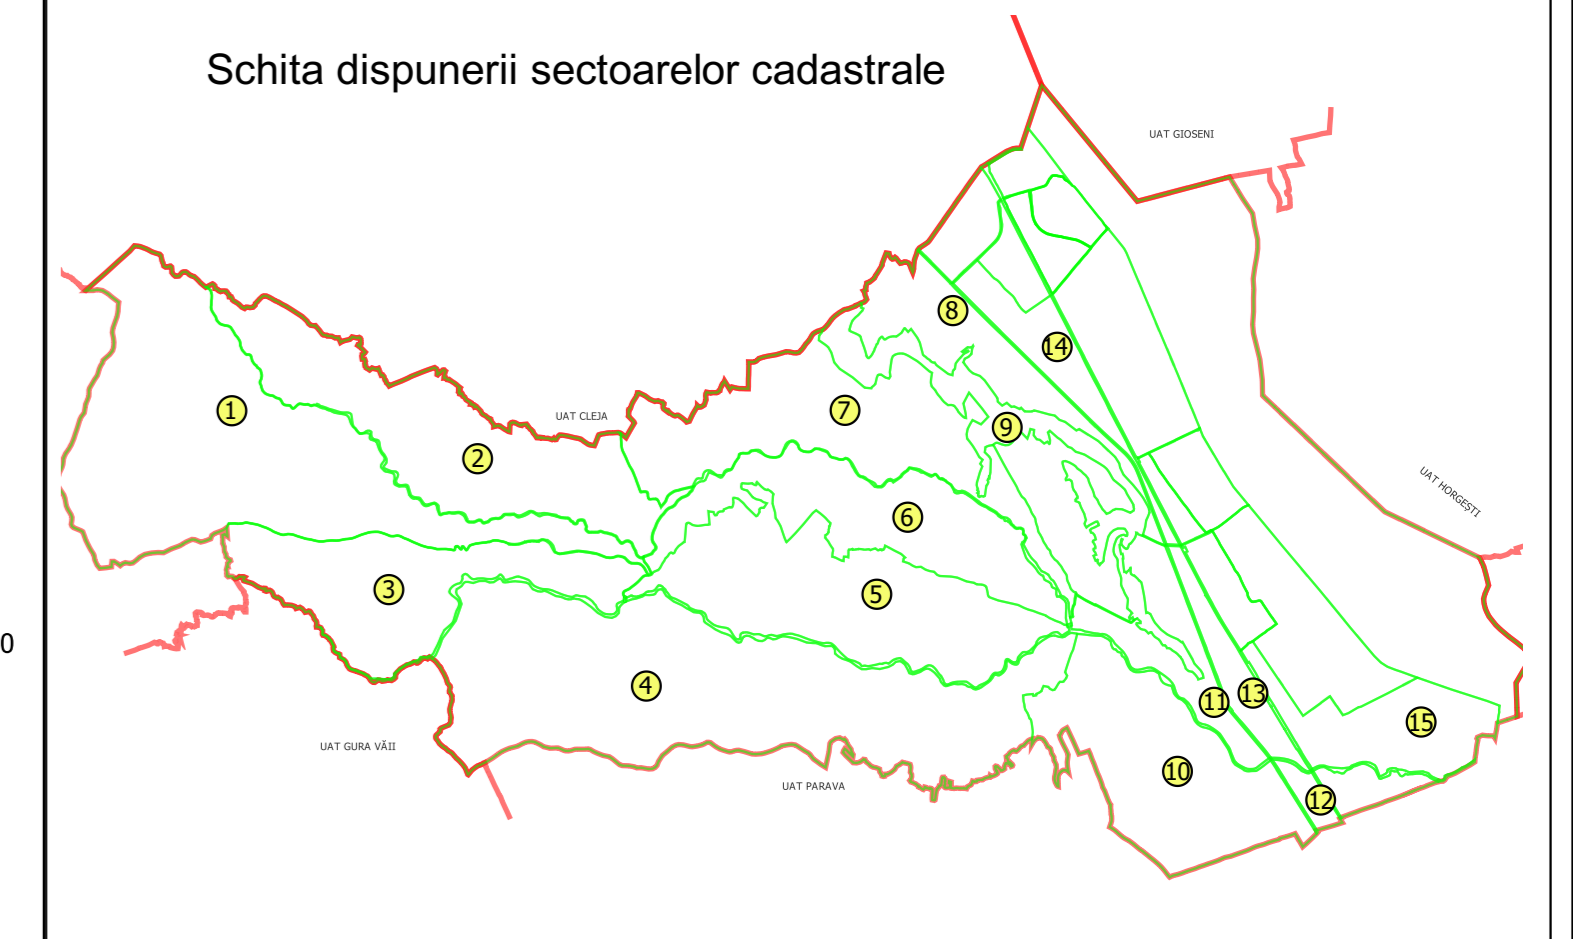 Schita dispunerii sectoarelor cadastrale
UAT GIOSENI
8
14
1
UAT CLEJA
7
9
2
UAT HORGEȘTI
6
3
5
0
4
11
13
15
UAT GURA VĂII
10
UAT PARAVA
12